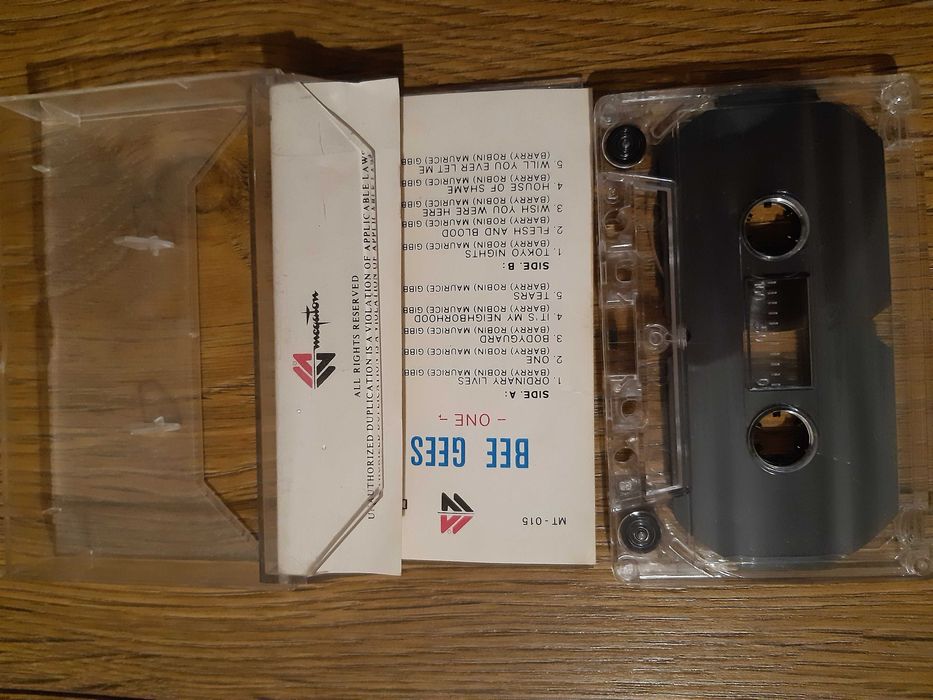 MT - 015
BEE GEES
- ONE -
SIDE. A :
1. ORDINARY LIVES
(BARRY) ROBIN) MAURICE) GIBB
2. ONE
(BARRY) ROBIN) MAURICE) GIBB
3. BODYGUARD
(BARRY) ROBIN) MAURICE) GIBB
4. IT'S MY NEIGHBORHOOD
(BARRY) ROBIN) MAURICE) GIBB
5. TEARS
(BARRY) ROBIN) MAURICE) GIBB
SIDE. B :
1. TOKYO NIGHTS
(BARRY) ROBIN) MAURICE) GIBB
2. FLESH AND BLOOD
(BARRY) ROBIN) MAURICE) GIBB
3. WISH YOU WERE HERE
(BARRY) ROBIN) MAURICE) GIBB
4. HOUSE OF SHAME
(BARRY) ROBIN) MAURICE) GIBB
5. WILL YOU EVER LET ME
(BARRY) ROBIN) MAURICE) GIBB
megaton
ALL RIGHTS RESERVED
UNAUTHORIZED DUPLICATION IS A VIOLATION OF APPLICABLE LAWS